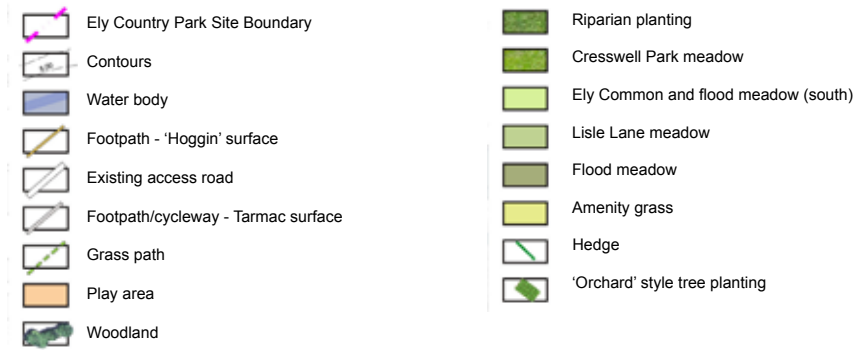 Ely Country Park Site Boundary
Contours
Water body
Footpath - ‘Hoggin’ surface
Existing access road
Footpath/cycleway - Tarmac surface
Grass path
Play area
Woodland
Riparian planting
Cresswell Park meadow
Ely Common and flood meadow (south)
Lisle Lane meadow
Flood meadow
Amenity grass
Hedge
‘Orchard’ style tree planting